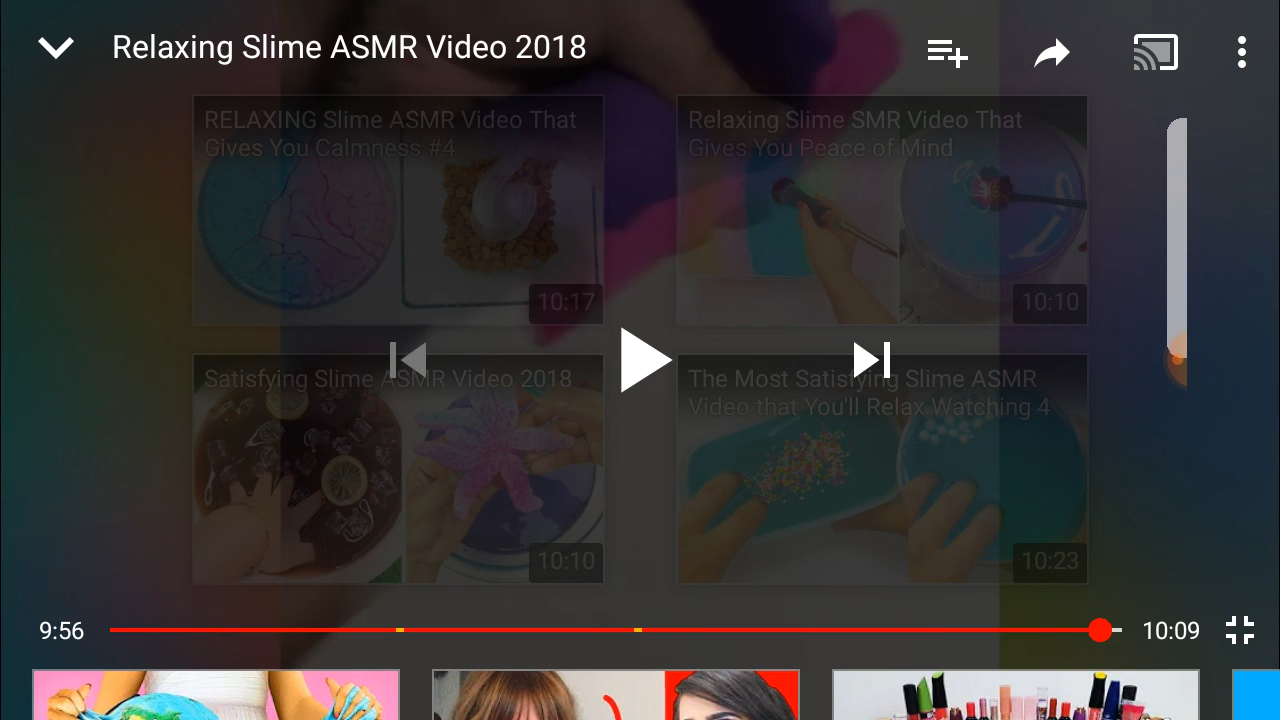 Relaxing Slime ASMR Video 2018
RELAXING Slime ASMR Video That
Gives You Calmness #4
10:17
Relaxing Slime SMR Video That
Gives You Peace of Mind
10:10
Satisfying Slime ASMR Video 2018
10:10
The Most Satisfying Slime ASMR
Video that You'll Relax Watching 4
10:23
9:56
10:09